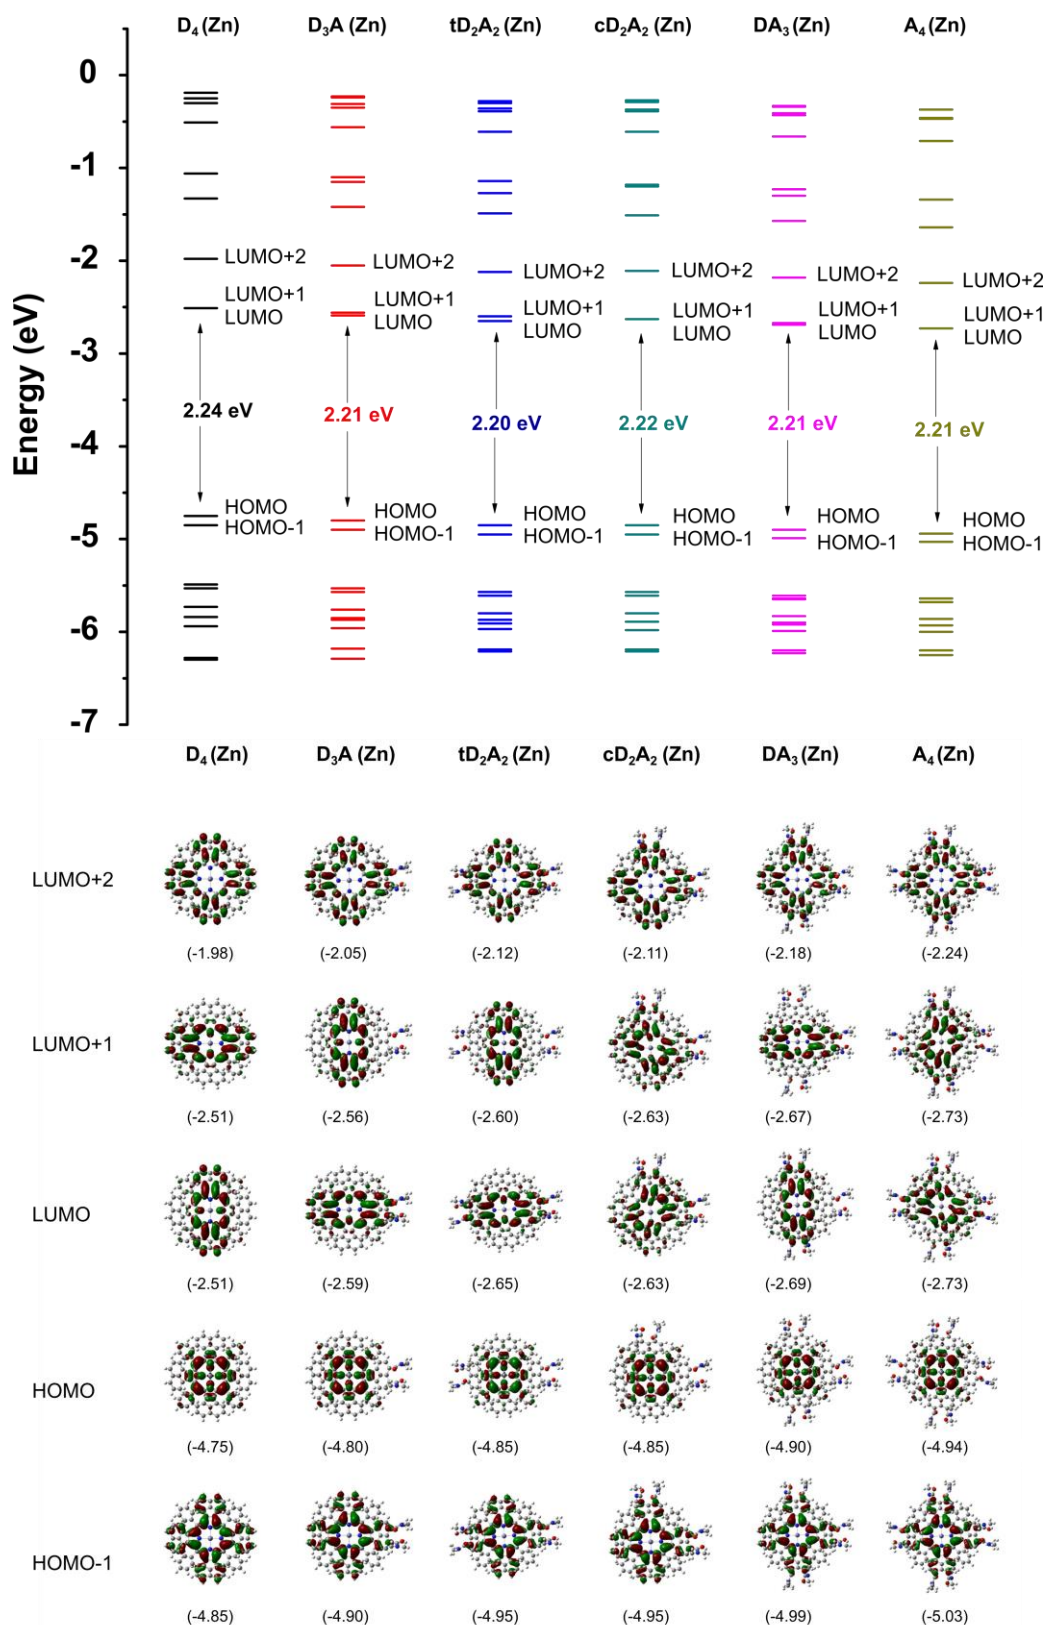 D₄ (Zn) D₃A (Zn) tD₂A₂ (Zn) cD₂A₂ (Zn) DA₃ (Zn) A₄ (Zn)
0
-1
LUMO+2 LUMO+2 LUMO+2 LUMO+2 LUMO+2 LUMO+2
-2
LUMO+1 LUMO+1 LUMO+1 LUMO+1 LUMO+1 LUMO+1
LUMO LUMO LUMO LUMO LUMO LUMO
-3
Energy (eV)
2.24 eV 2.21 eV 2.20 eV 2.22 eV 2.21 eV 2.21 eV
-4
HOMO HOMO HOMO HOMO HOMO HOMO
HOMO-1 HOMO-1 HOMO-1 HOMO-1 HOMO-1 HOMO-1
-5
-6
-7
D₄ (Zn) D₃A (Zn) tD₂A₂ (Zn) cD₂A₂ (Zn) DA₃ (Zn) A₄ (Zn)
LUMO+2
(-1.98) (-2.05) (-2.12) (-2.11) (-2.18) (-2.24)
LUMO+1
(-2.51) (-2.56) (-2.60) (-2.63) (-2.67) (-2.73)
LUMO
(-2.51) (-2.59) (-2.65) (-2.63) (-2.69) (-2.73)
HOMO
(-4.75) (-4.80) (-4.85) (-4.85) (-4.90) (-4.94)
HOMO-1
(-4.85) (-4.90) (-4.95) (-4.95) (-4.99) (-5.03)